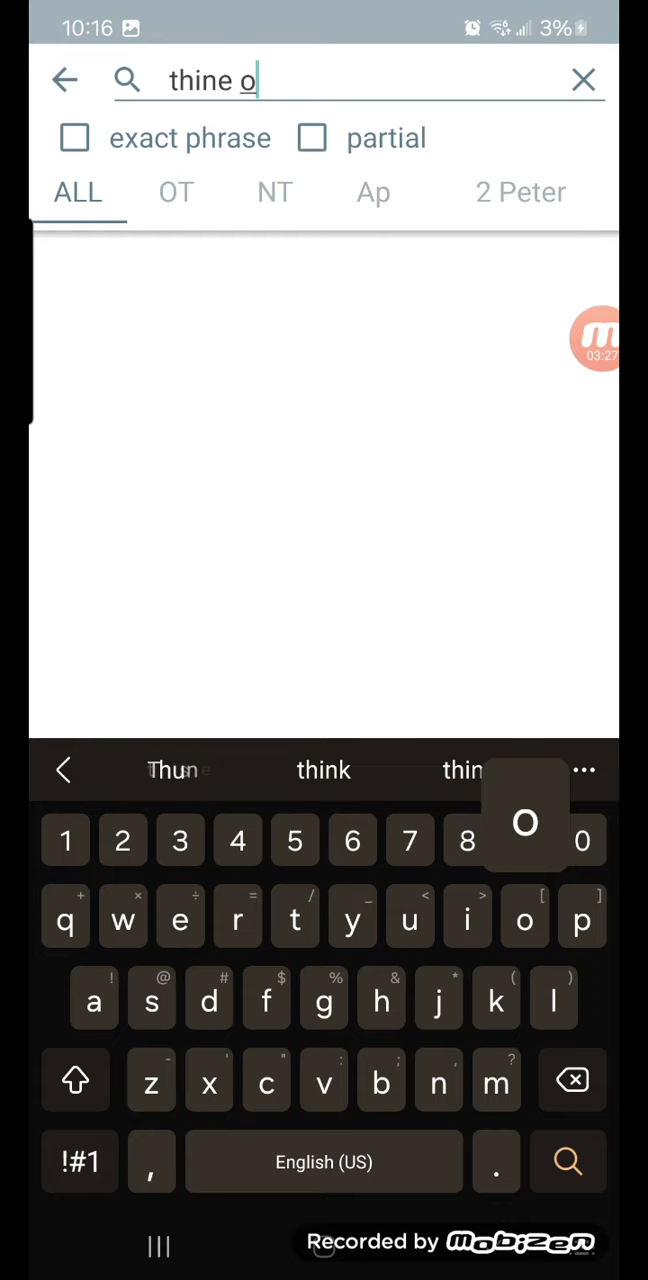 10:16 3%
thine o
exact phrase partial
ALL OT NT Ap 2 Peter
m
03:27
Thun think thin ...
o
1 2 3 4 5 6 7 8 0
+ × ÷ = / _ < > [ ]
q w e r t y u i o p
! @ # $ % & * ( )
a s d f g h j k l
- ' " : ; , ?
z x c v b n m
!#1 , English (US) .
Recorded by mobizen